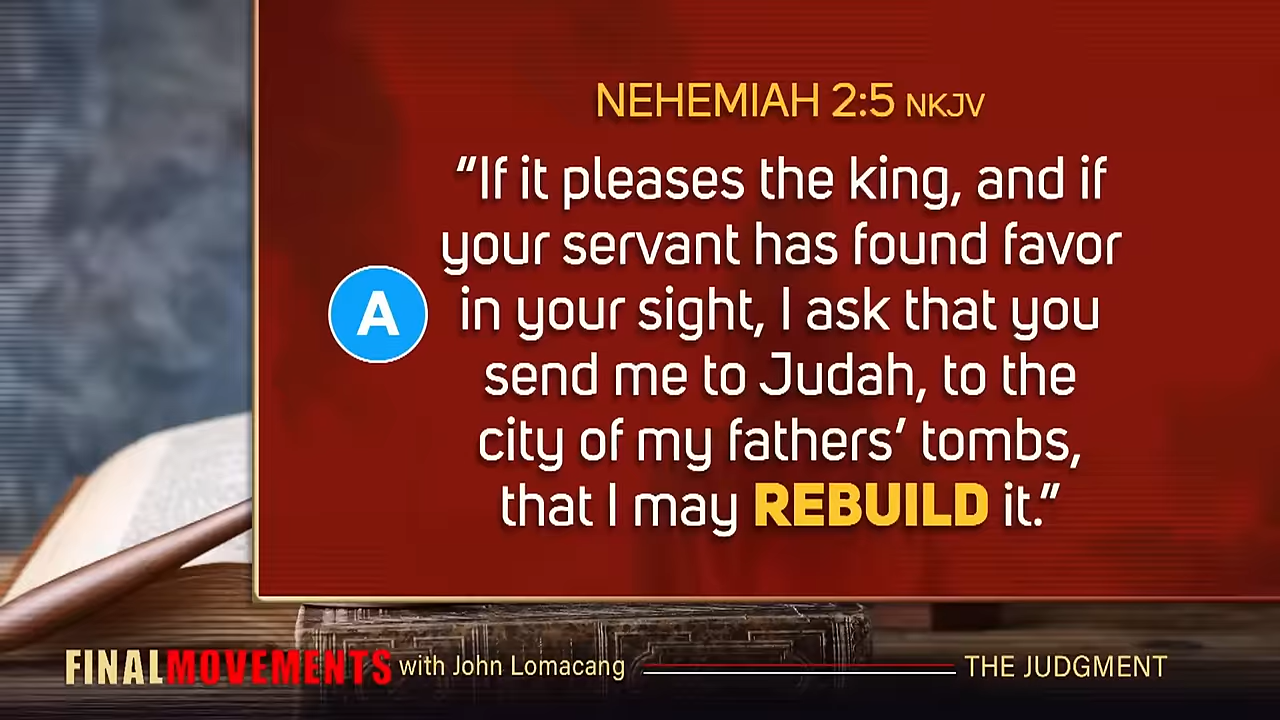 NEHEMIAH 2:5 NKJV
“If it pleases the king, and if
your servant has found favor
A
in your sight, I ask that you
send me to Judah, to the
city of my fathers’ tombs,
that I may REBUILD it.”
FINALMOVEMENTS with John Lomacang THE JUDGMENT